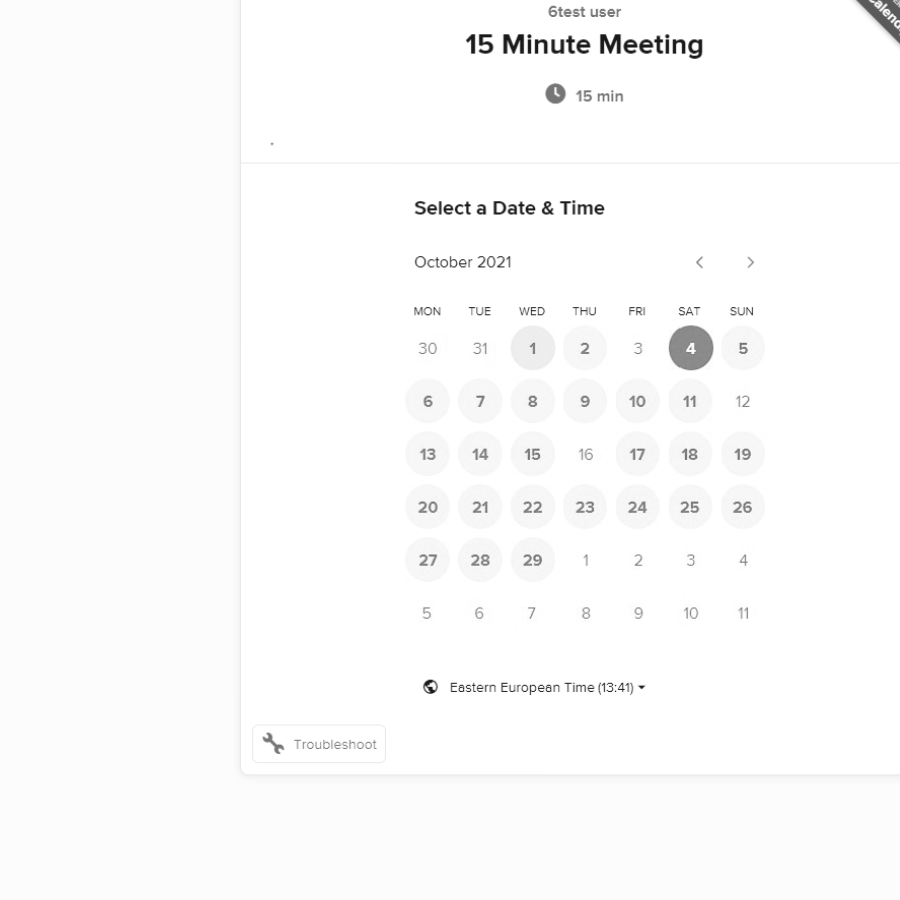 6test user
15 Minute Meeting
15 min
.
Select a Date & Time
October 2021
MON TUE WED THU FRI SAT SUN
30 31 1 2 3 4 5
6 7 8 9 10 11 12
13 14 15 16 17 18 19
20 21 22 23 24 25 26
27 28 29 1 2 3 4
5 6 7 8 9 10 11
Eastern European Time (13:41)
Troubleshoot